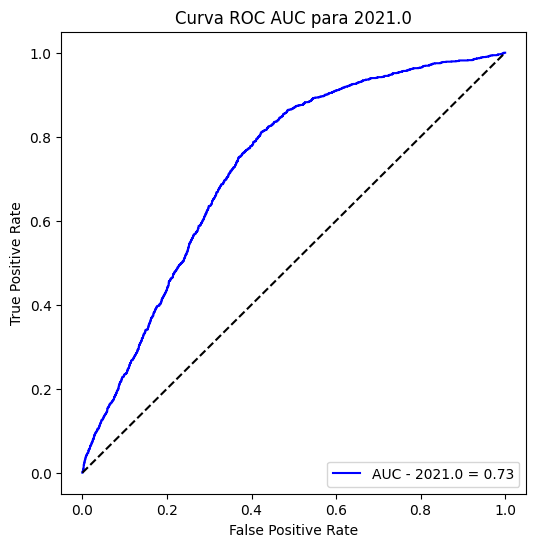 Curva ROC AUC para 2021.0
True Positive Rate
1.0
0.8
0.6
0.4
0.2
0.0
AUC - 2021.0 = 0.73
0.0 0.2 0.4 0.6 0.8 1.0
False Positive Rate